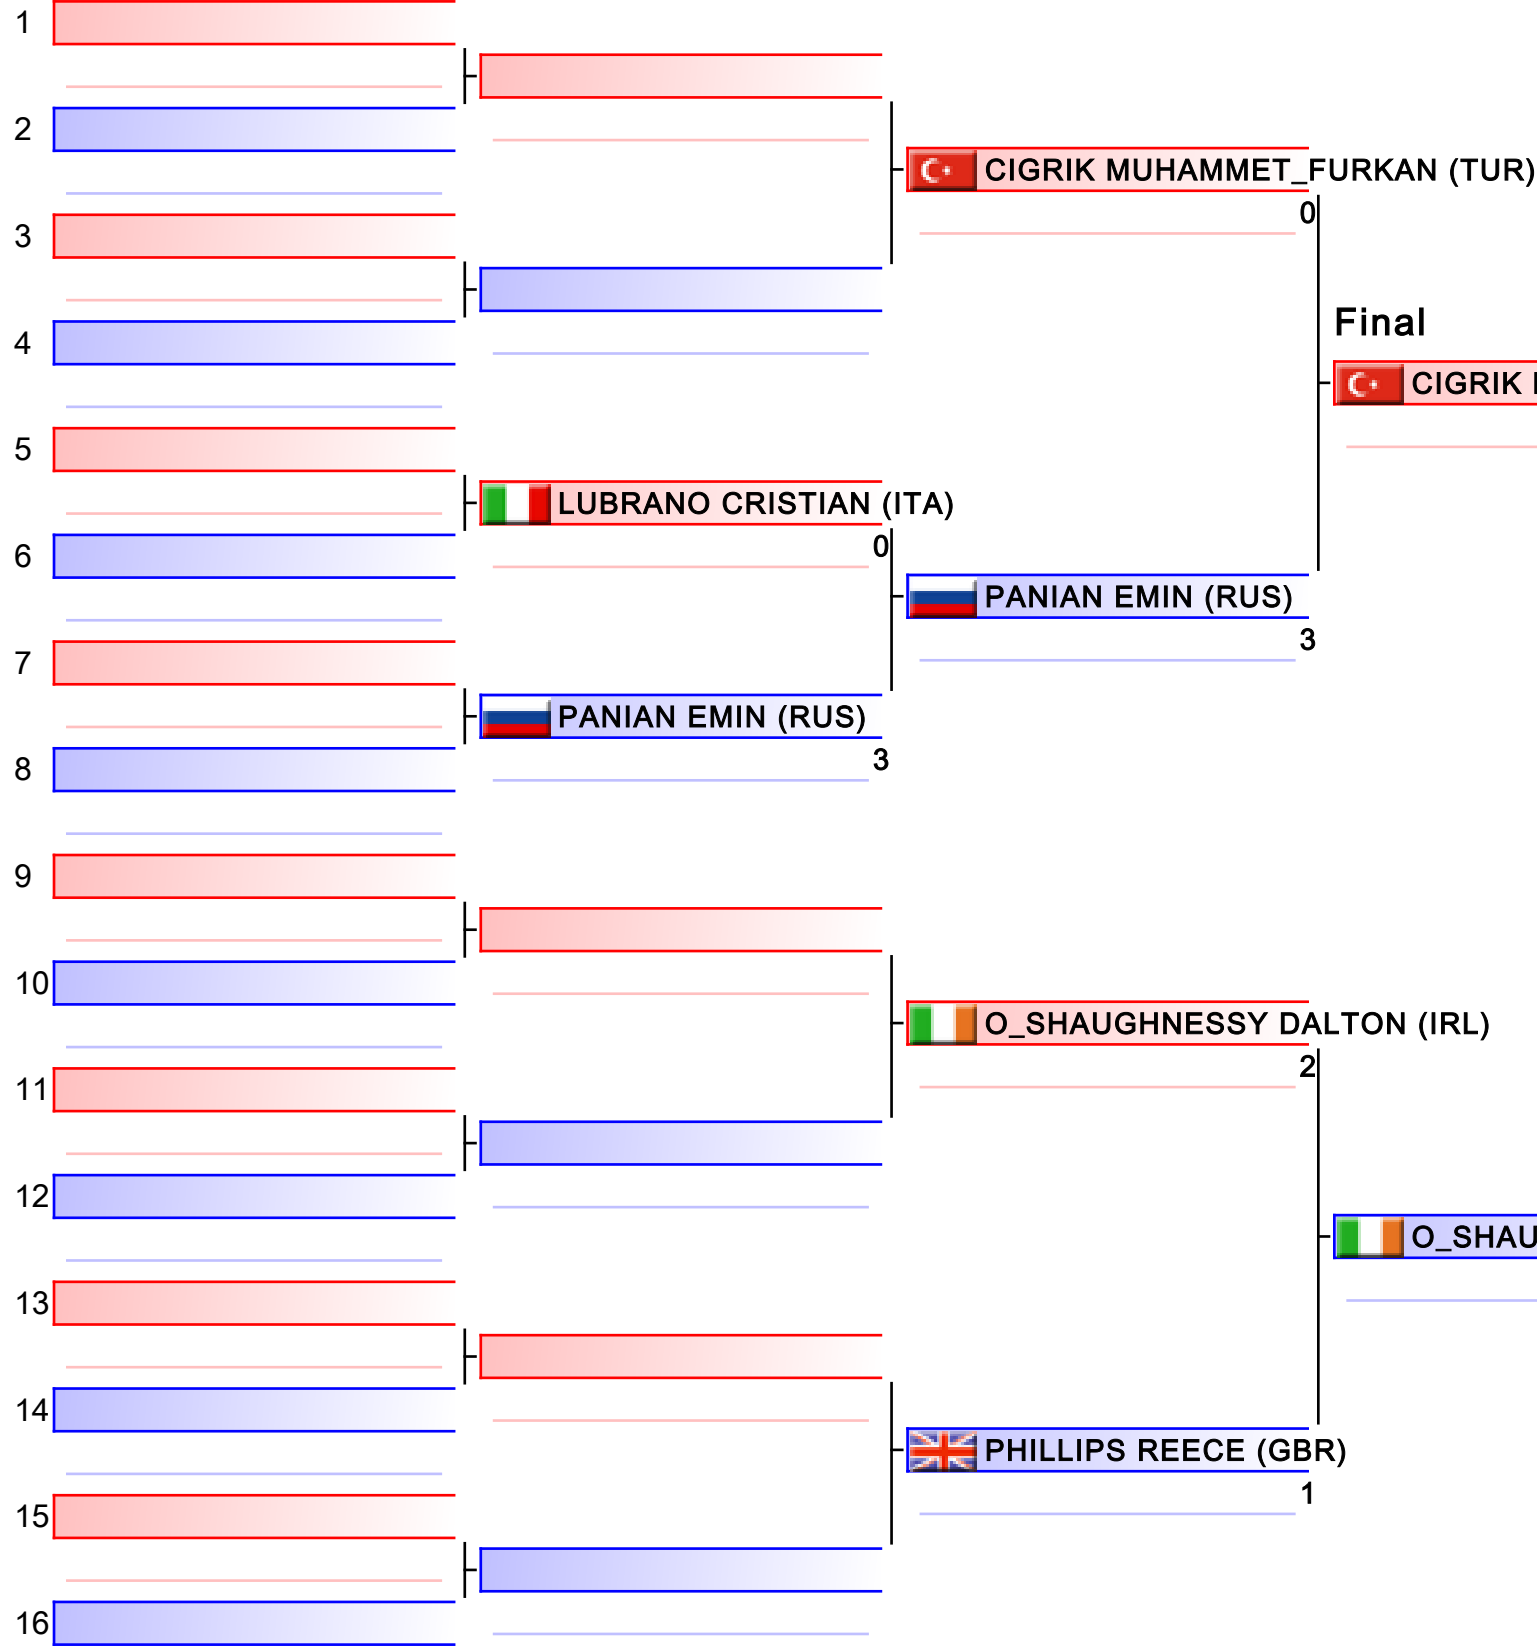 1
2
CIGRIK MUHAMMET_FURKAN (TUR)
0
3
Final
4
CIGRIK
5
LUBRANO CRISTIAN (ITA)
0
6
PANIAN EMIN (RUS)
3
7
PANIAN EMIN (RUS)
3
8
9
10
O_SHAUGHNESSY DALTON (IRL)
2
11
12
O_SHAU
13
14
PHILLIPS REECE (GBR)
1
15
16